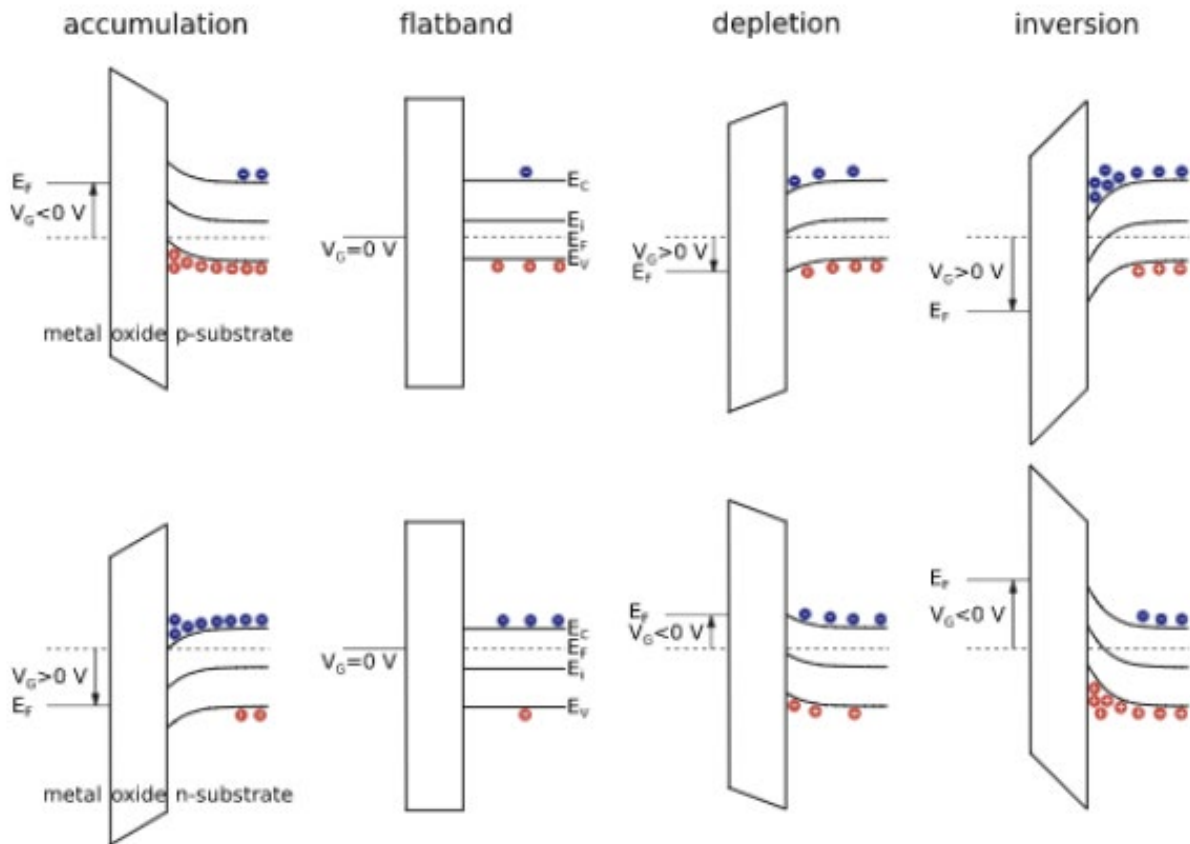 accumulation flatband depletion inversion
E_F
V_G<0 V
metal oxide p-substrate
V_G=0 V
E_C
E_i
E_F
E_V
V_G>0 V
E_F
V_G>0 V
E_F
V_G>0 V
E_F
metal oxide n-substrate
V_G=0 V
E_C
E_F
E_i
E_V
E_F
V_G<0 V
E_F
V_G<0 V